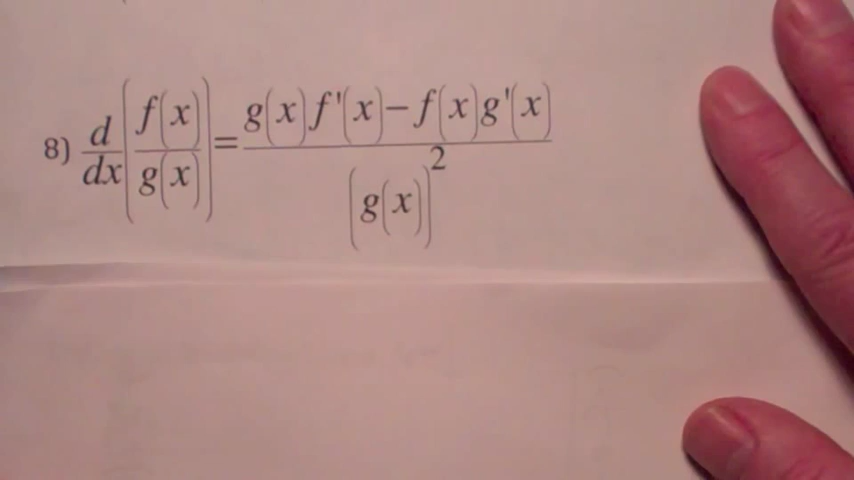 8) d/dx (f(x)/g(x)) = (g(x)f'(x)−f(x)g'(x))/(g(x))²